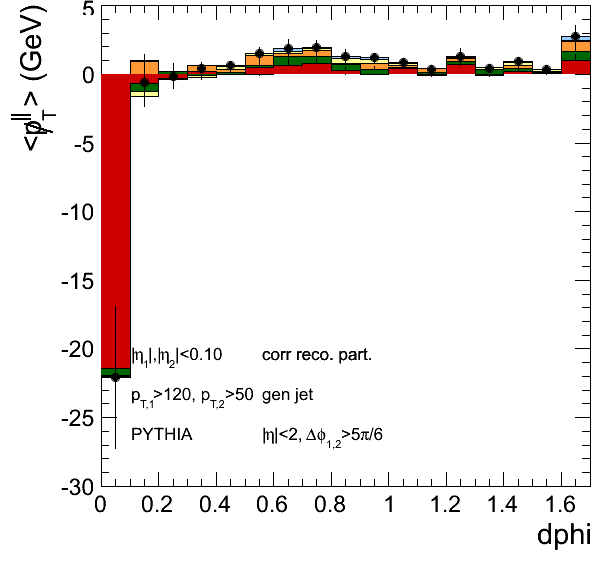 <p̸_T^||> (GeV)
5
0
-5
-10
-15
-20
-25
-30
|η₁|,|η₂|<0.10 corr reco. part.
p_T,1>120, p_T,2>50 gen jet
PYTHIA |η|<2, Δϕ₁,₂>5π/6
0 0.2 0.4 0.6 0.8 1 1.2 1.4 1.6
dphi